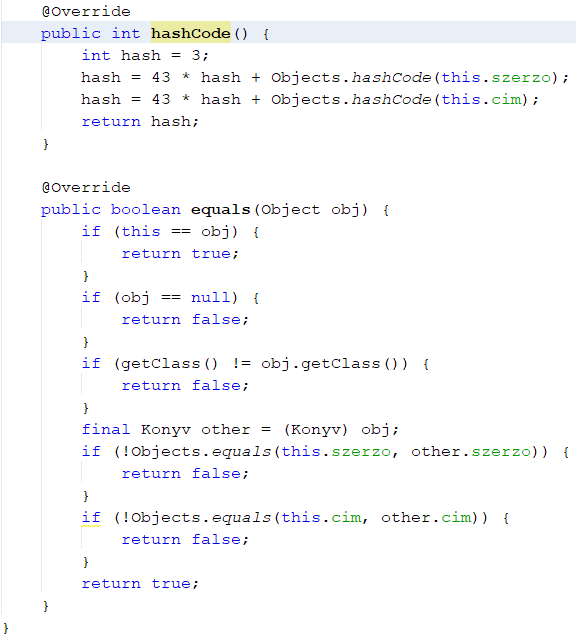 @Override
public int hashCode() {
int hash = 3;
hash = 43 * hash + Objects.hashCode(this.szerzo);
hash = 43 * hash + Objects.hashCode(this.cim);
return hash;
}
@Override
public boolean equals(Object obj) {
if (this == obj) {
return true;
}
if (obj == null) {
return false;
}
if (getClass() != obj.getClass()) {
return false;
}
final Konyv other = (Konyv) obj;
if (!Objects.equals(this.szerzo, other.szerzo)) {
return false;
}
if (!Objects.equals(this.cim, other.cim)) {
return false;
}
return true;
}
}